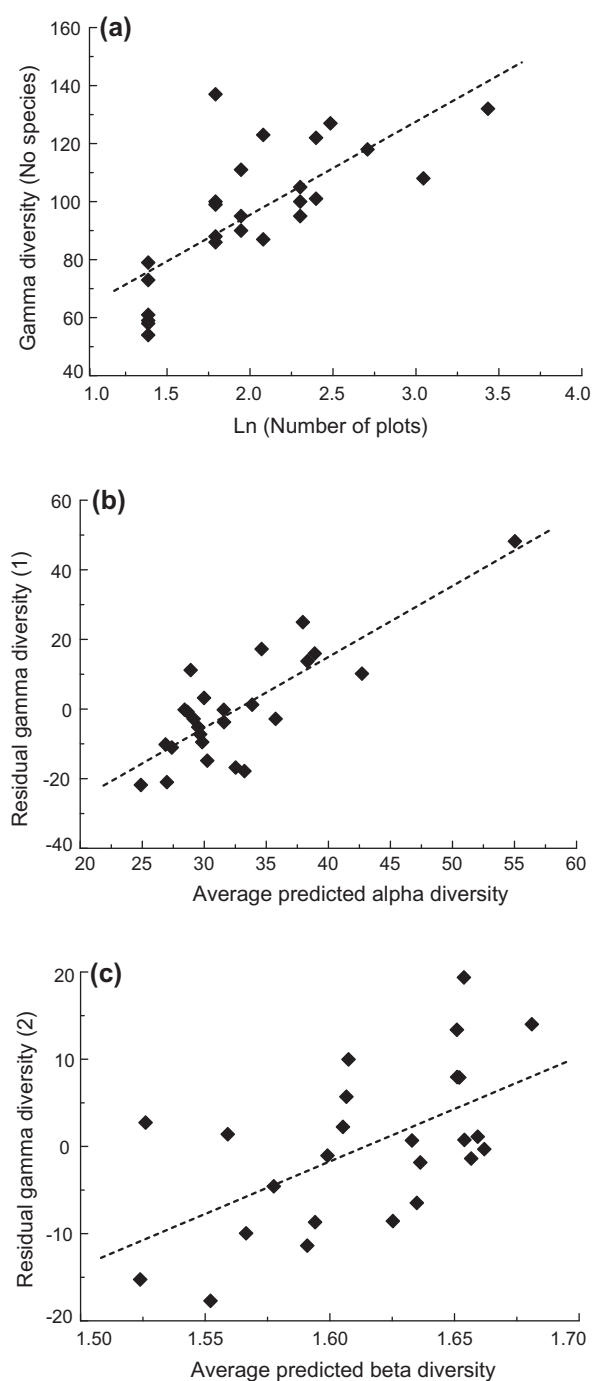 (a)
Gamma diversity (No species)
160
140
120
100
80
60
40
1.0 1.5 2.0 2.5 3.0 3.5 4.0
Ln (Number of plots)
(b)
Residual gamma diversity (1)
60
40
20
0
-20
-40
20 25 30 35 40 45 50 55 60
Average predicted alpha diversity
(c)
Residual gamma diversity (2)
20
10
0
-10
-20
1.50 1.55 1.60 1.65 1.70
Average predicted beta diversity